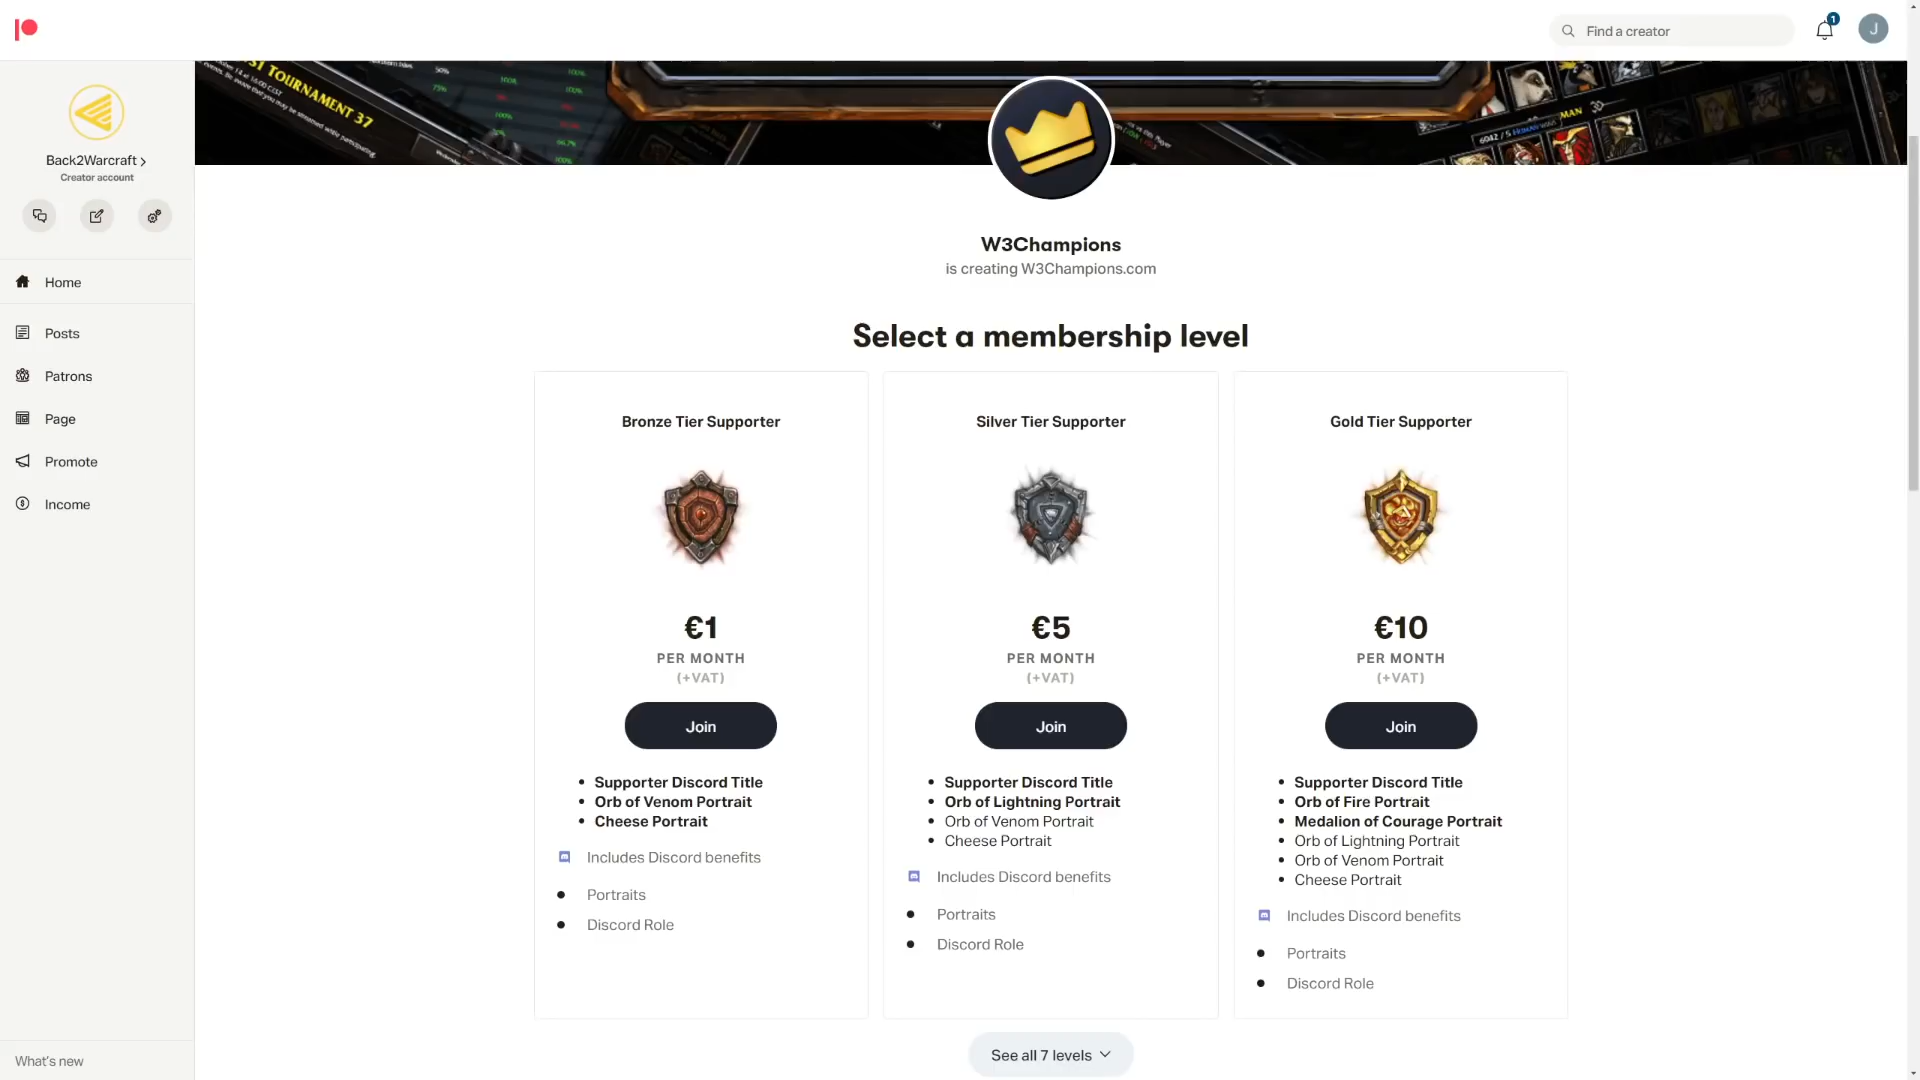 Find a creator
1
J
ST TOURNAMENT 37
Back2Warcraft
Creator account
W3Champions
is creating W3Champions.com
Home
Posts
Patrons
Page
Promote
Income
Select a membership level
Bronze Tier Supporter
€1
PER MONTH
(+VAT)
Join
Supporter Discord Title
Orb of Venom Portrait
Cheese Portrait
Includes Discord benefits
Portraits
Discord Role
Silver Tier Supporter
€5
PER MONTH
(+VAT)
Join
Supporter Discord Title
Orb of Lightning Portrait
Orb of Venom Portrait
Cheese Portrait
Includes Discord benefits
Portraits
Discord Role
Gold Tier Supporter
€10
PER MONTH
(+VAT)
Join
Supporter Discord Title
Orb of Fire Portrait
Medalion of Courage Portrait
Orb of Lightning Portrait
Orb of Venom Portrait
Cheese Portrait
Includes Discord benefits
Portraits
Discord Role
See all 7 levels
What's new